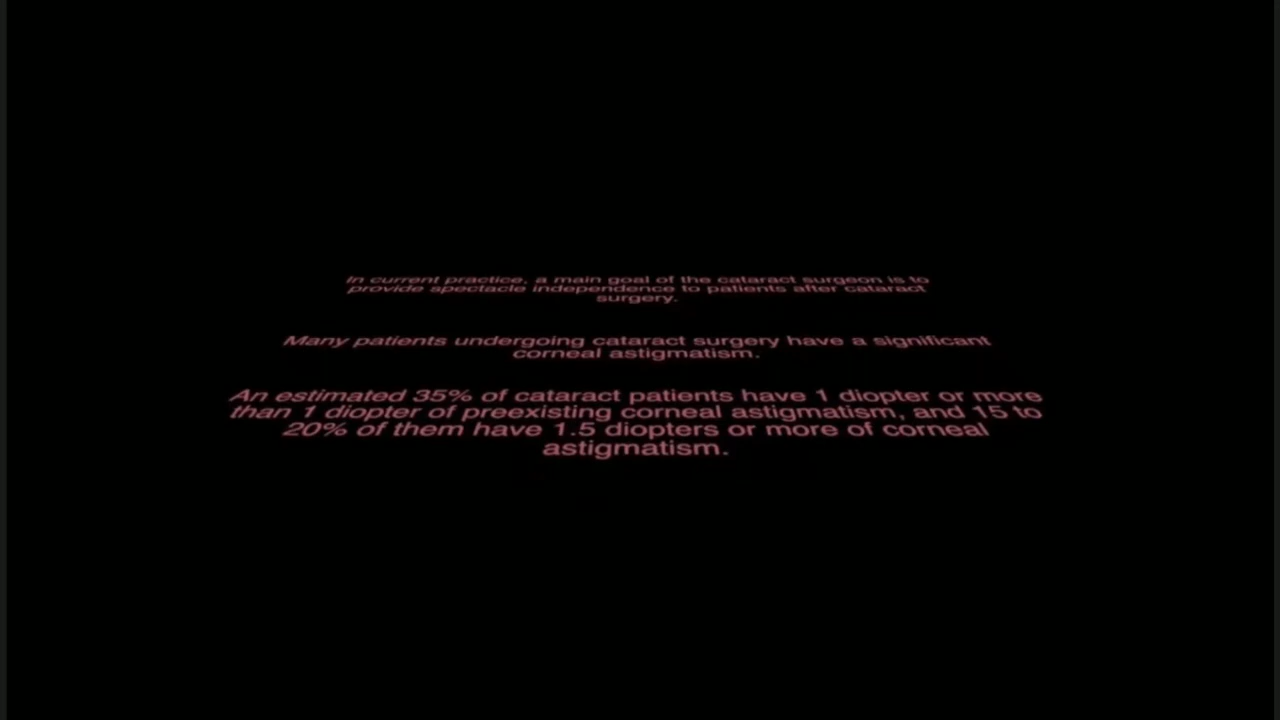 In current practice, a main goal of the cataract surgeon is to
provide spectacle independence to patients after cataract
surgery.
Many patients undergoing cataract surgery have a significant
corneal astigmatism.
An estimated 35% of cataract patients have 1 diopter or more
than 1 diopter of preexisting corneal astigmatism, and 15 to
20% of them have 1.5 diopters or more of corneal
astigmatism.